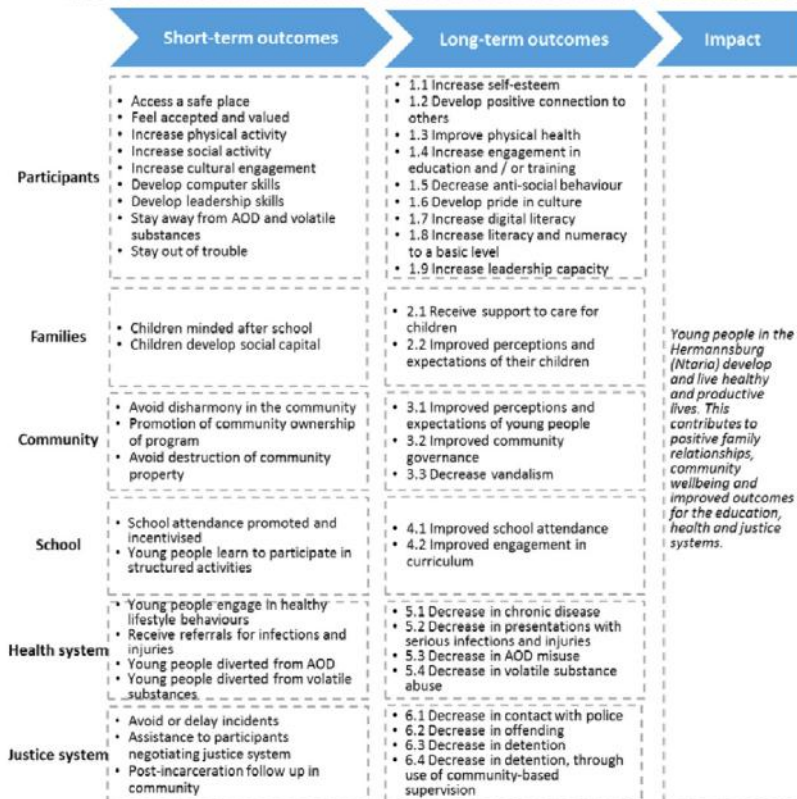 Short-term outcomes
Long-term outcomes
Impact
Participants
• Access a safe place
• Feel accepted and valued
• Increase physical activity
• Increase social activity
• Increase cultural engagement
• Develop computer skills
• Develop leadership skills
• Stay away from AOD and volatile
substances
• Stay out of trouble
• 1.1 Increase self-esteem
• 1.2 Develop positive connection to
others
• 1.3 Improve physical health
• 1.4 Increase engagement in
education and / or training
• 1.5 Decrease anti-social behaviour
• 1.6 Develop pride in culture
• 1.7 Increase digital literacy
• 1.8 Increase literacy and numeracy
to a basic level
• 1.9 Increase leadership capacity
Families
• Children minded after school
• Children develop social capital
• 2.1 Receive support to care for
children
• 2.2 Improved perceptions and
expectations of their children
Community
• Avoid disharmony in the community
• Promotion of community ownership
of program
• Avoid destruction of community
property
• 3.1 Improved perceptions and
expectations of young people
• 3.2 Improved community
governance
• 3.3 Decrease vandalism
School
• School attendance promoted and
incentivised
• Young people learn to participate in
structured activities
• 4.1 Improved school attendance
• 4.2 Improved engagement in
curriculum
Health system
• Young people engage in healthy
lifestyle behaviours
• Receive referrals for infections and
injuries
• Young people diverted from AOD
• Young people diverted from volatile
substances
• 5.1 Decrease in chronic disease
• 5.2 Decrease in presentations with
serious infections and injuries
• 5.3 Decrease in AOD misuse
• 5.4 Decrease in volatile substance
abuse
Justice system
• Avoid or delay incidents
• Assistance to participants
negotiating justice system
• Post-incarceration follow up in
community
• 6.1 Decrease in contact with police
• 6.2 Decrease in offending
• 6.3 Decrease in detention
• 6.4 Decrease in detention, through
use of community-based
supervision
Young people in the
Hermannsburg
(Ntaria) develop
and live healthy
and productive
lives. This
contributes to
positive family
relationships,
community
wellbeing and
improved outcomes
for the education,
health and justice
systems.